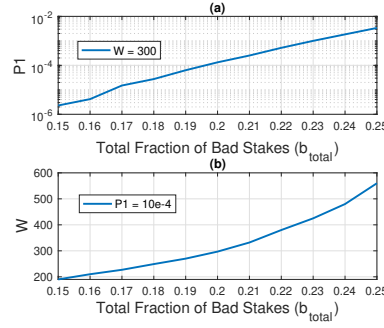 (a)
10^-2
10^-4
10^-6
P1
W = 300
0.15 0.16 0.17 0.18 0.19 0.2 0.21 0.22 0.23 0.24 0.25
Total Fraction of Bad Stakes (b_total)
(b)
600
500
400
300
200
W
P1 = 10e-4
0.15 0.16 0.17 0.18 0.19 0.2 0.21 0.22 0.23 0.24 0.25
Total Fraction of Bad Stakes (b_total)